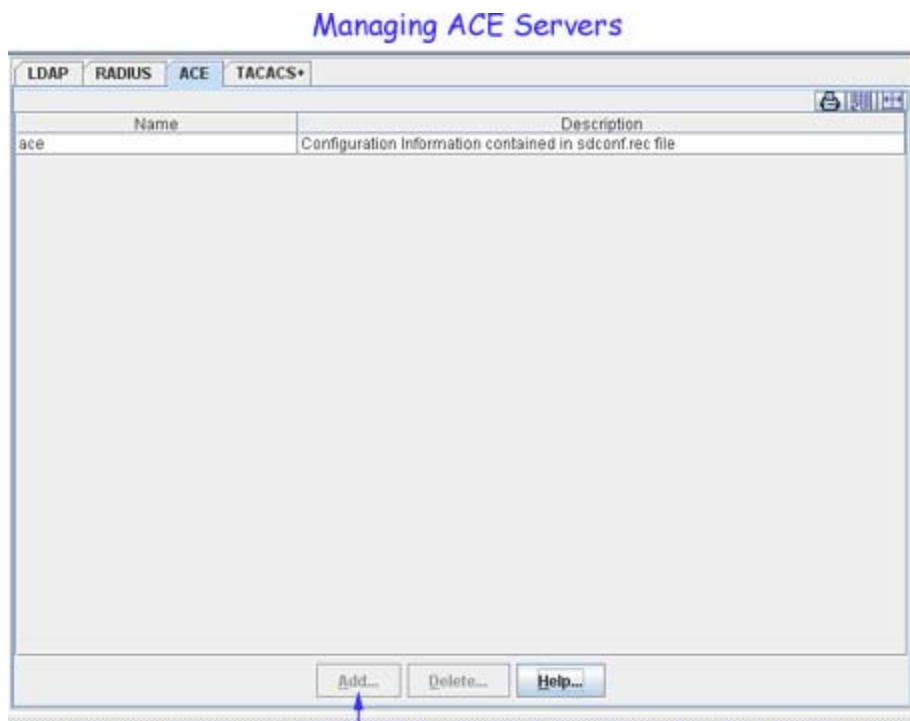 Managing ACE Servers
LDAP RADIUS ACE TACACS+
Name Description
ace Configuration Information contained in sdconf.rec file
Add... Delete... Help...